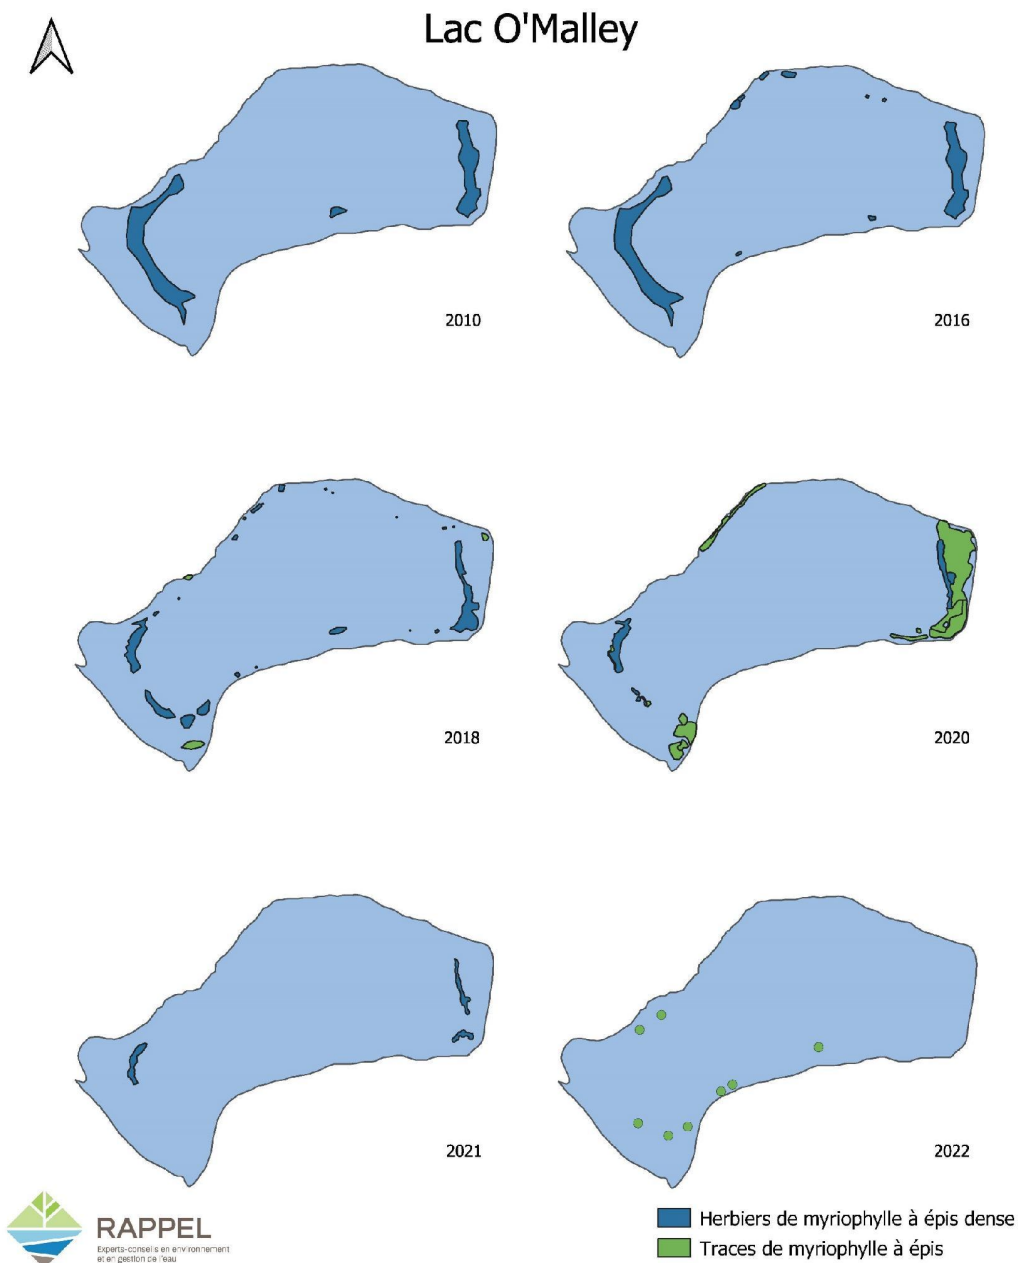 Lac O'Malley
2010
2016
2018
2020
2021
2022
RAPPEL
Experts-conseils en environnement
et en gestion de l'eau
Herbiers de myriophylle à épis dense
Traces de myriophylle à épis